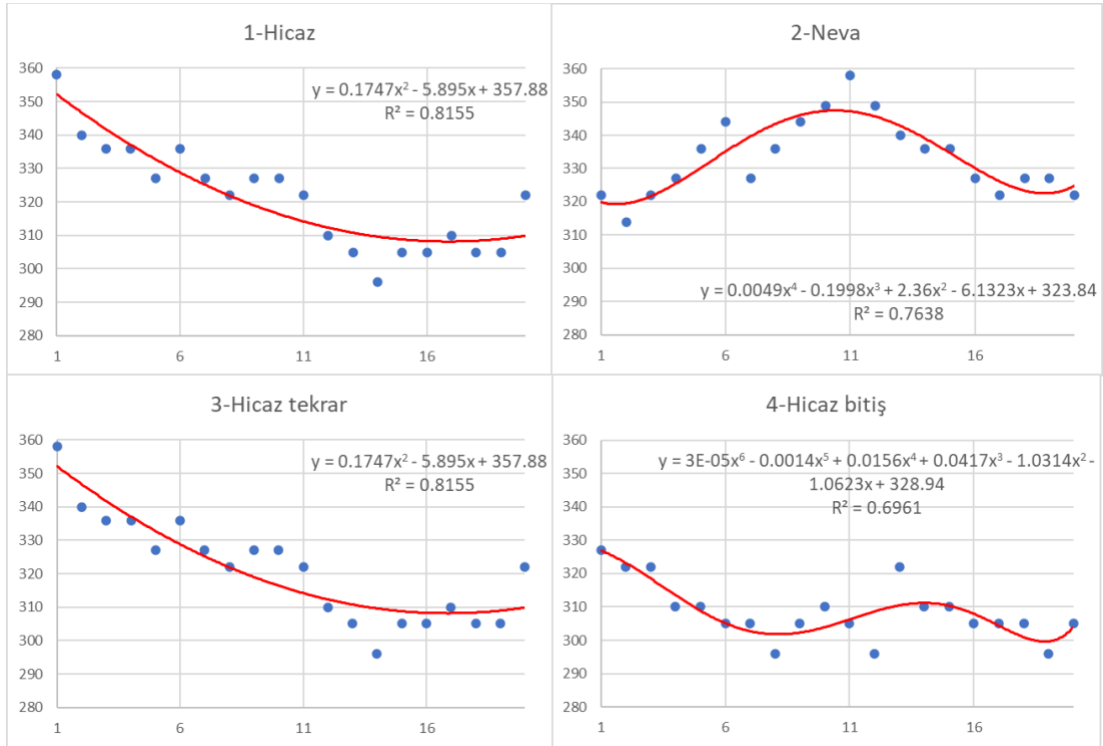 1-Hicaz
y = 0.1747x² - 5.895x + 357.88
R² = 0.8155
360
350
340
330
320
310
300
290
280
1 6 11 16
2-Neva
360
350
340
330
320
310
300
290
280
y = 0.0049x⁴ - 0.1998x³ + 2.36x² - 6.1323x + 323.84
R² = 0.7638
1 6 11 16
3-Hicaz tekrar
y = 0.1747x² - 5.895x + 357.88
R² = 0.8155
360
350
340
330
320
310
300
290
280
1 6 11 16
4-Hicaz bitiş
y = 3E-05x⁶ - 0.0014x⁵ + 0.0156x⁴ + 0.0417x³ - 1.0314x² -
1.0623x + 328.94
R² = 0.6961
360
350
340
330
320
310
300
290
280
1 6 11 16